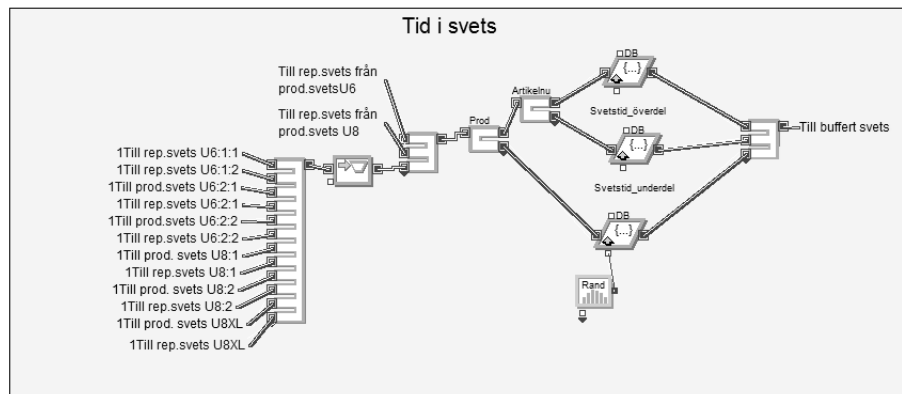 Tid i svets
DB
{...}
Till rep.svets från
prod.svetsU6
Till rep.svets från
prod.svets U8
Artikelnu
Prod
Svetstid_överdel
DB
{...}
Till buffert svets
1Till rep.svets U6:1:1
1Till rep.svets U6:1:2
1Till prod.svets U6:2:1
1Till rep.svets U6:2:1
1Till prod.svets U6:2:2
1Till rep.svets U6:2:2
1Till prod. svets U8:1
1Till rep.svets U8:1
1Till prod. svets U8:2
1Till rep.svets U8:2
1Till prod. svets U8XL
1Till rep.svets U8XL
Svetstid_underdel
DB
{...}
Rand